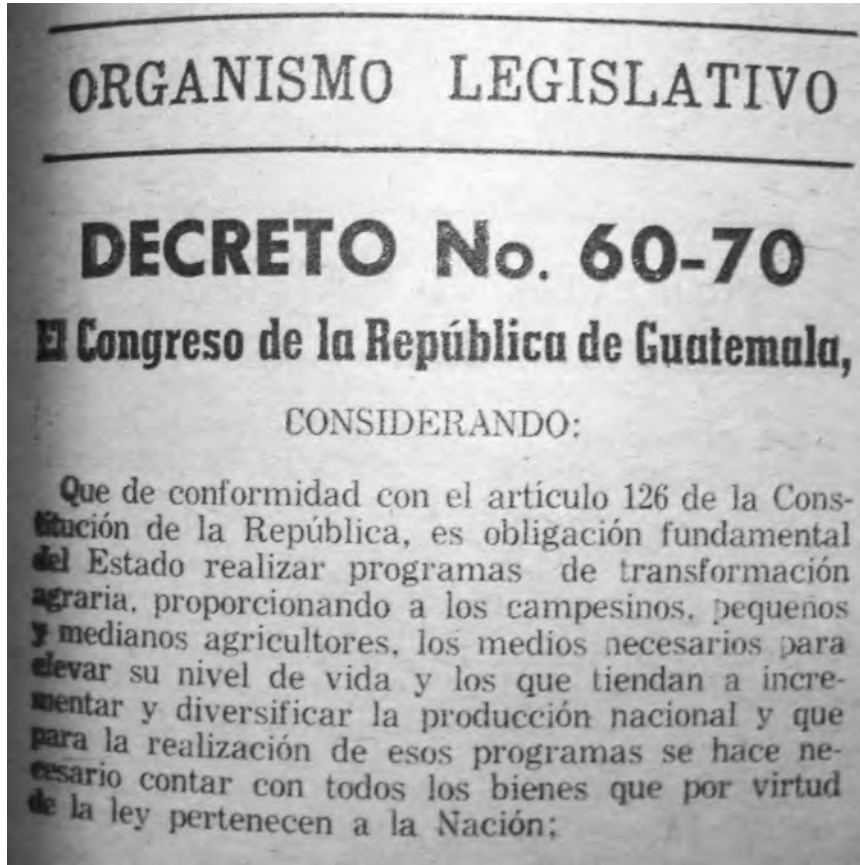 ORGANISMO LEGISLATIVO
DECRETO No. 60-70
El Congreso de la República de Guatemala,
CONSIDERANDO:
Que de conformidad con el artículo 126 de la Cons-
titución de la República, es obligación fundamental
del Estado realizar programas de transformación
agraria, proporcionando a los campesinos, pequeños
y medianos agricultores, los medios necesarios para
elevar su nivel de vida y los que tiendan a incre-
mentar y diversificar la producción nacional y que
para la realización de esos programas se hace ne-
cesario contar con todos los bienes que por virtud
de la ley pertenecen a la Nación;